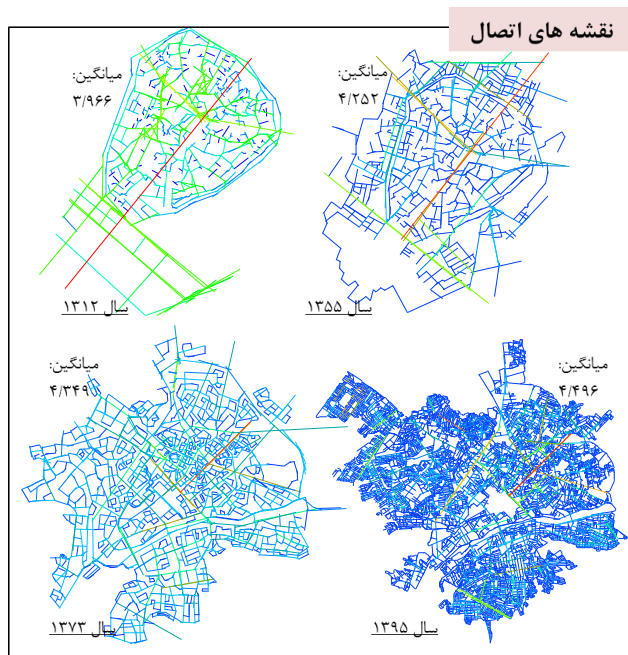 نقشه های اتصال
میانگین:
۳/۹۶۶
سال ۱۳۱۲
میانگین:
۴/۲۵۲
سال ۱۳۵۵
میانگین:
۴/۳۴۹
سال ۱۳۷۳
میانگین:
۴/۴۹۶
سال ۱۳۹۵